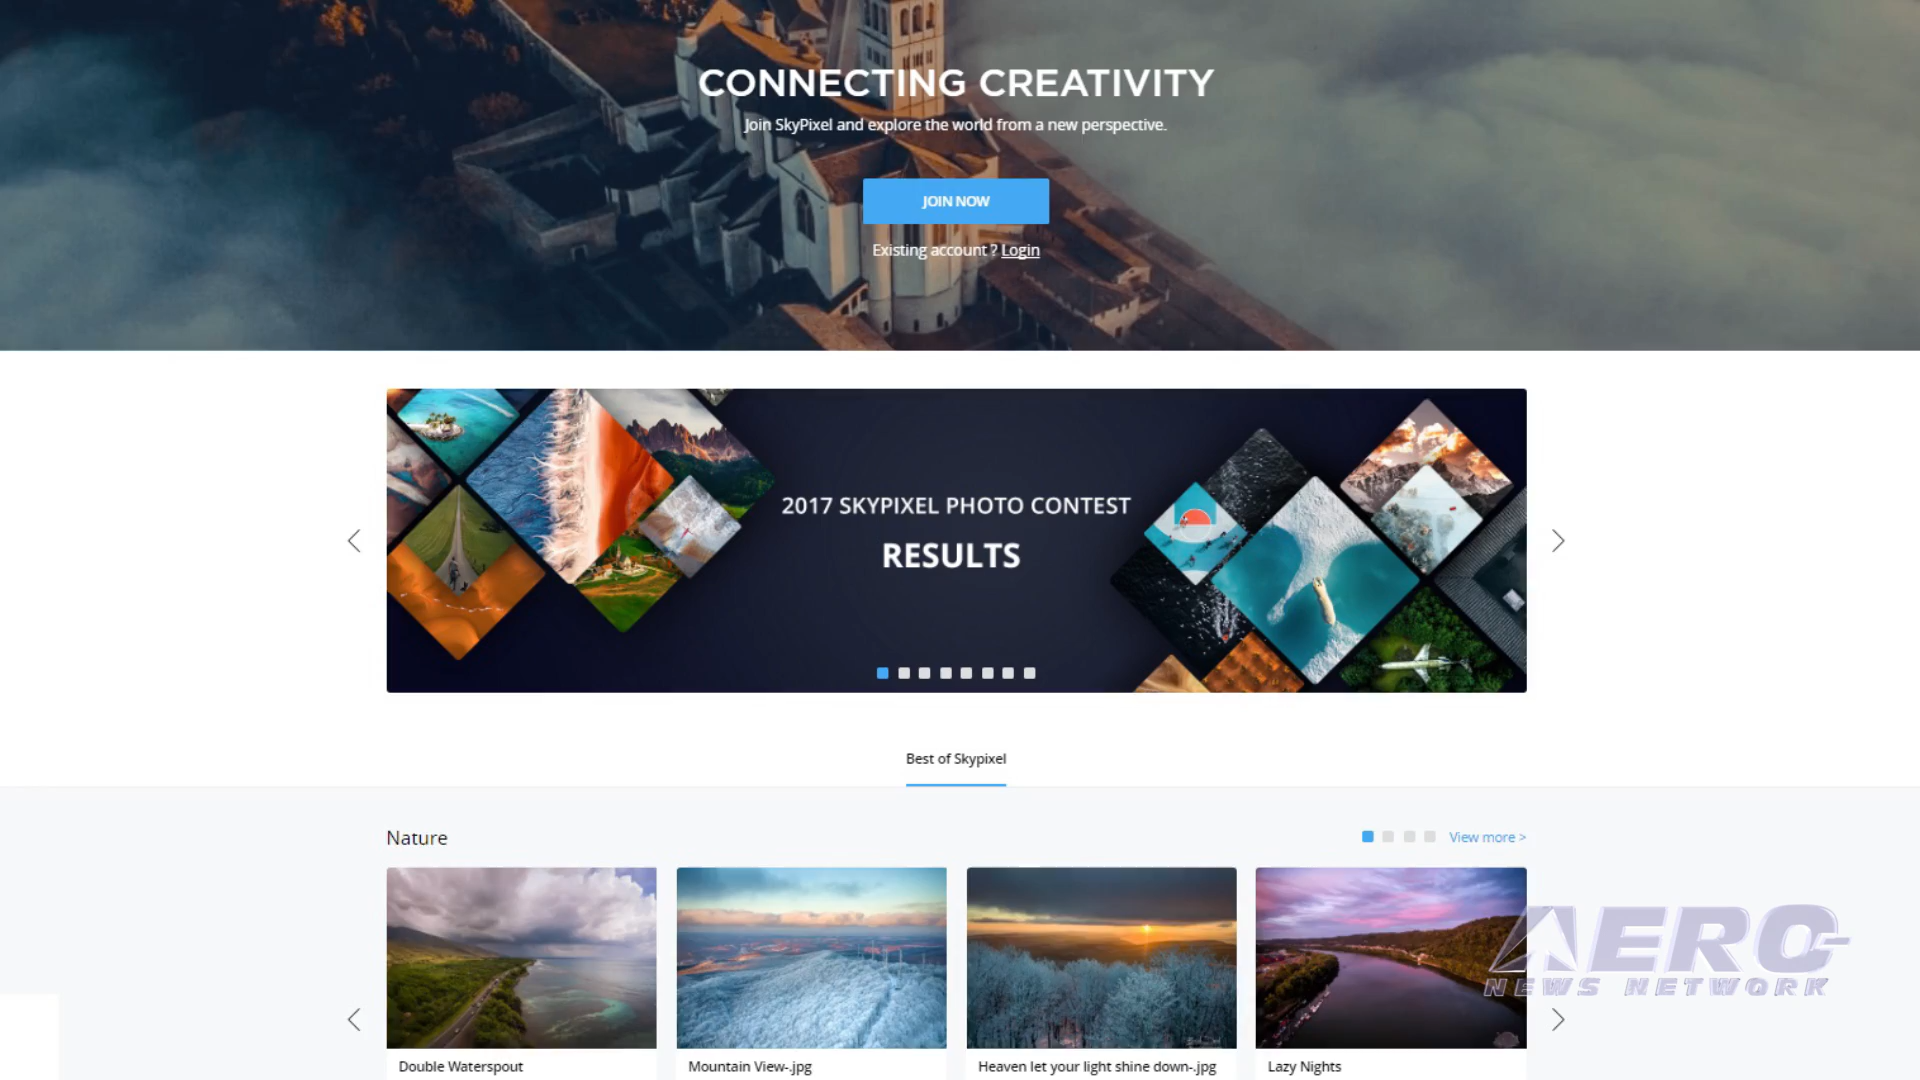 CONNECTING CREATIVITY
Join SkyPixel and explore the world from a new perspective.
JOIN NOW
Existing account ? Login
2017 SKYPIXEL PHOTO CONTEST
RESULTS
Best of Skypixel
Nature
View more >
AERO
NEWS NETWORK
Double Waterspout
Mountain View-.jpg
Heaven let your light shine down-.jpg
Lazy Nights